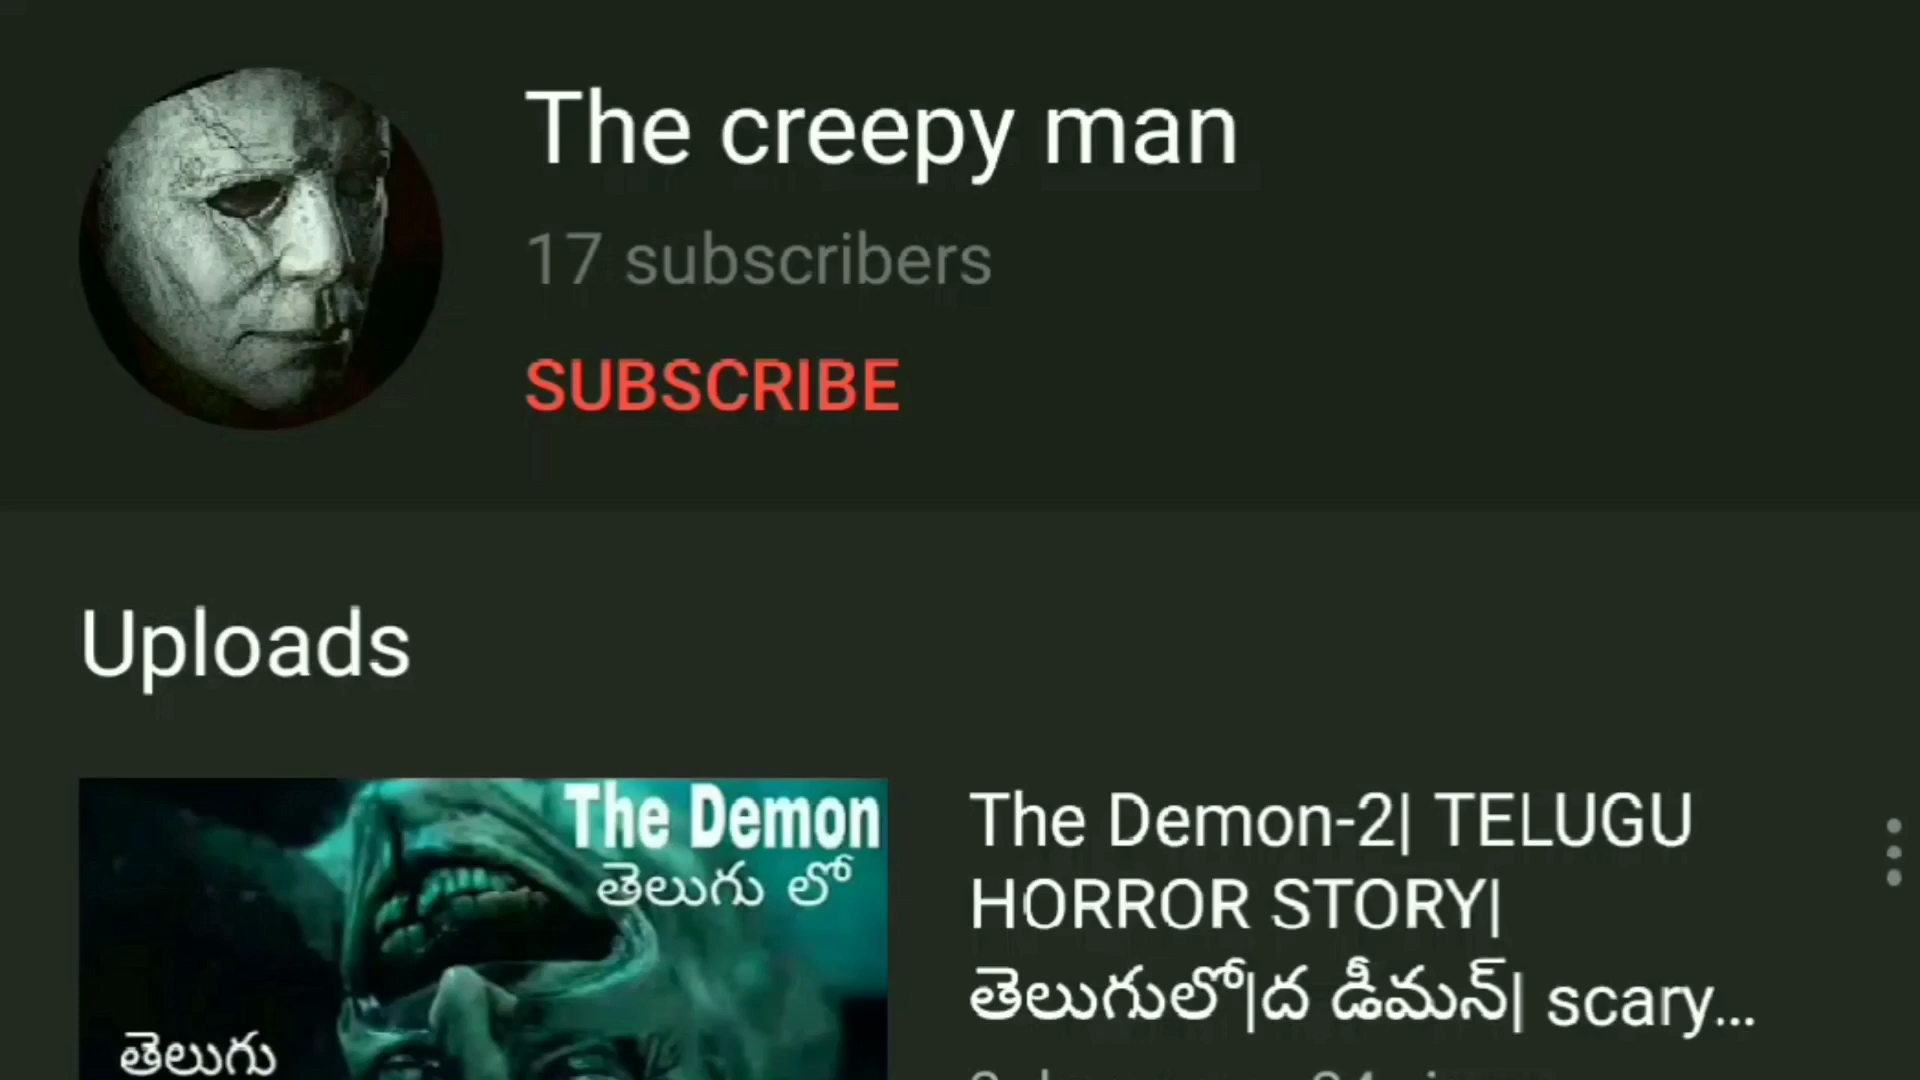 The creepy man
17 subscribers
SUBSCRIBE
Uploads
The Demon
తెలుగు లో
తెలుగు
The Demon-2| TELUGU
HORROR STORY|
తెలుగులో|ద డీమన్| scary...